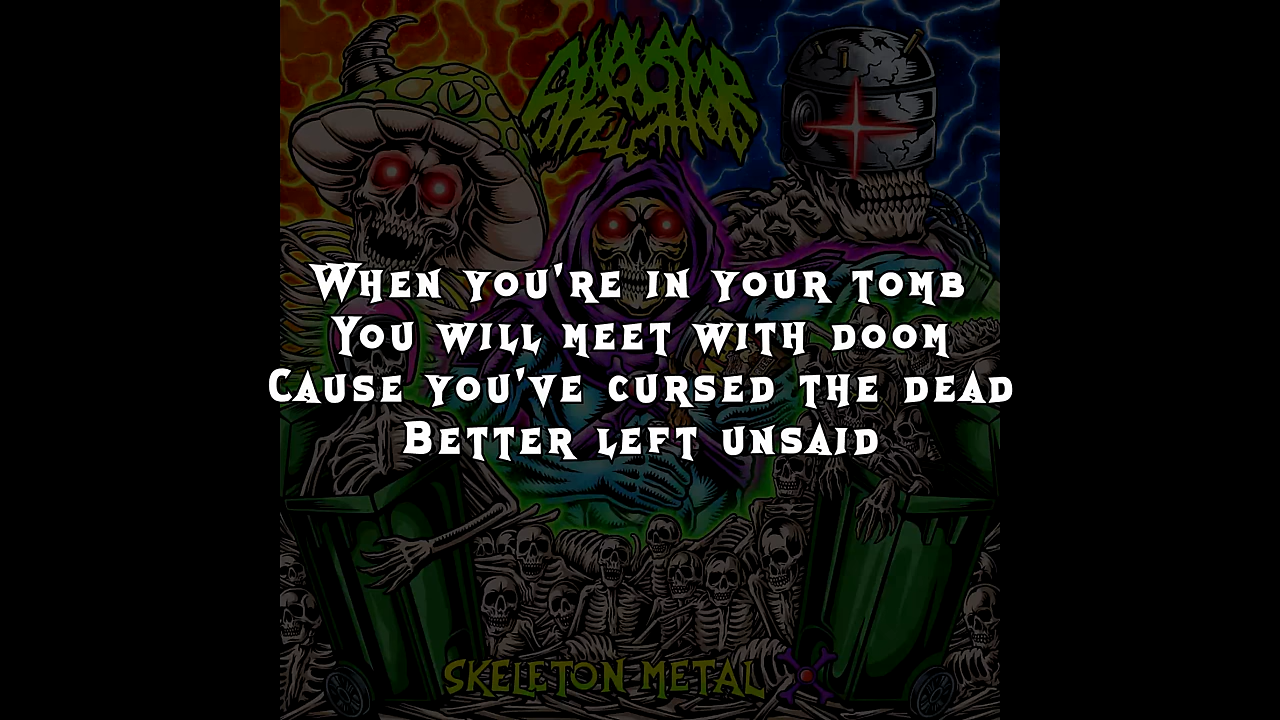 When you're in your tomb
You will meet with doom
Cause you've cursed the dead
Better left unsaid
SKELETON METAL